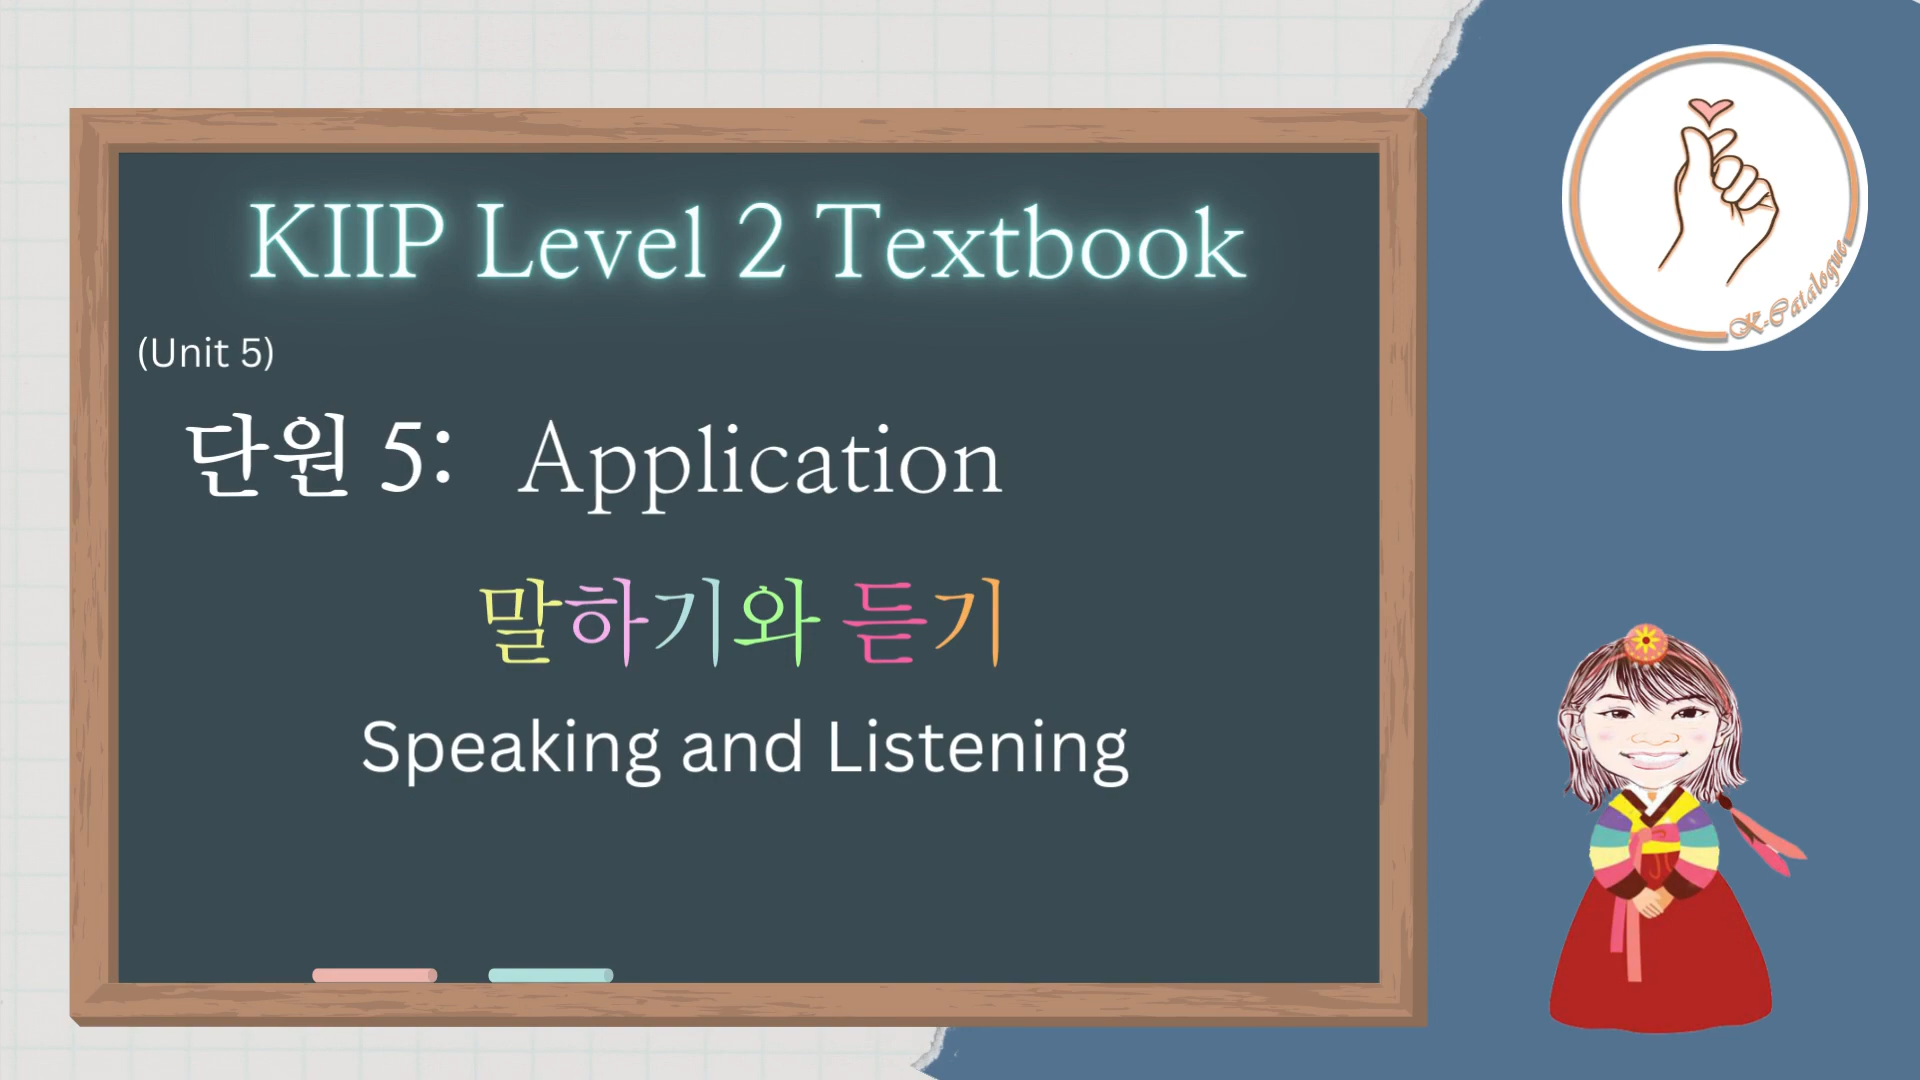 KIIP Level 2 Textbook
(Unit 5)
단원 5: Application
말하기와 듣기
Speaking and Listening
K-Catalogue